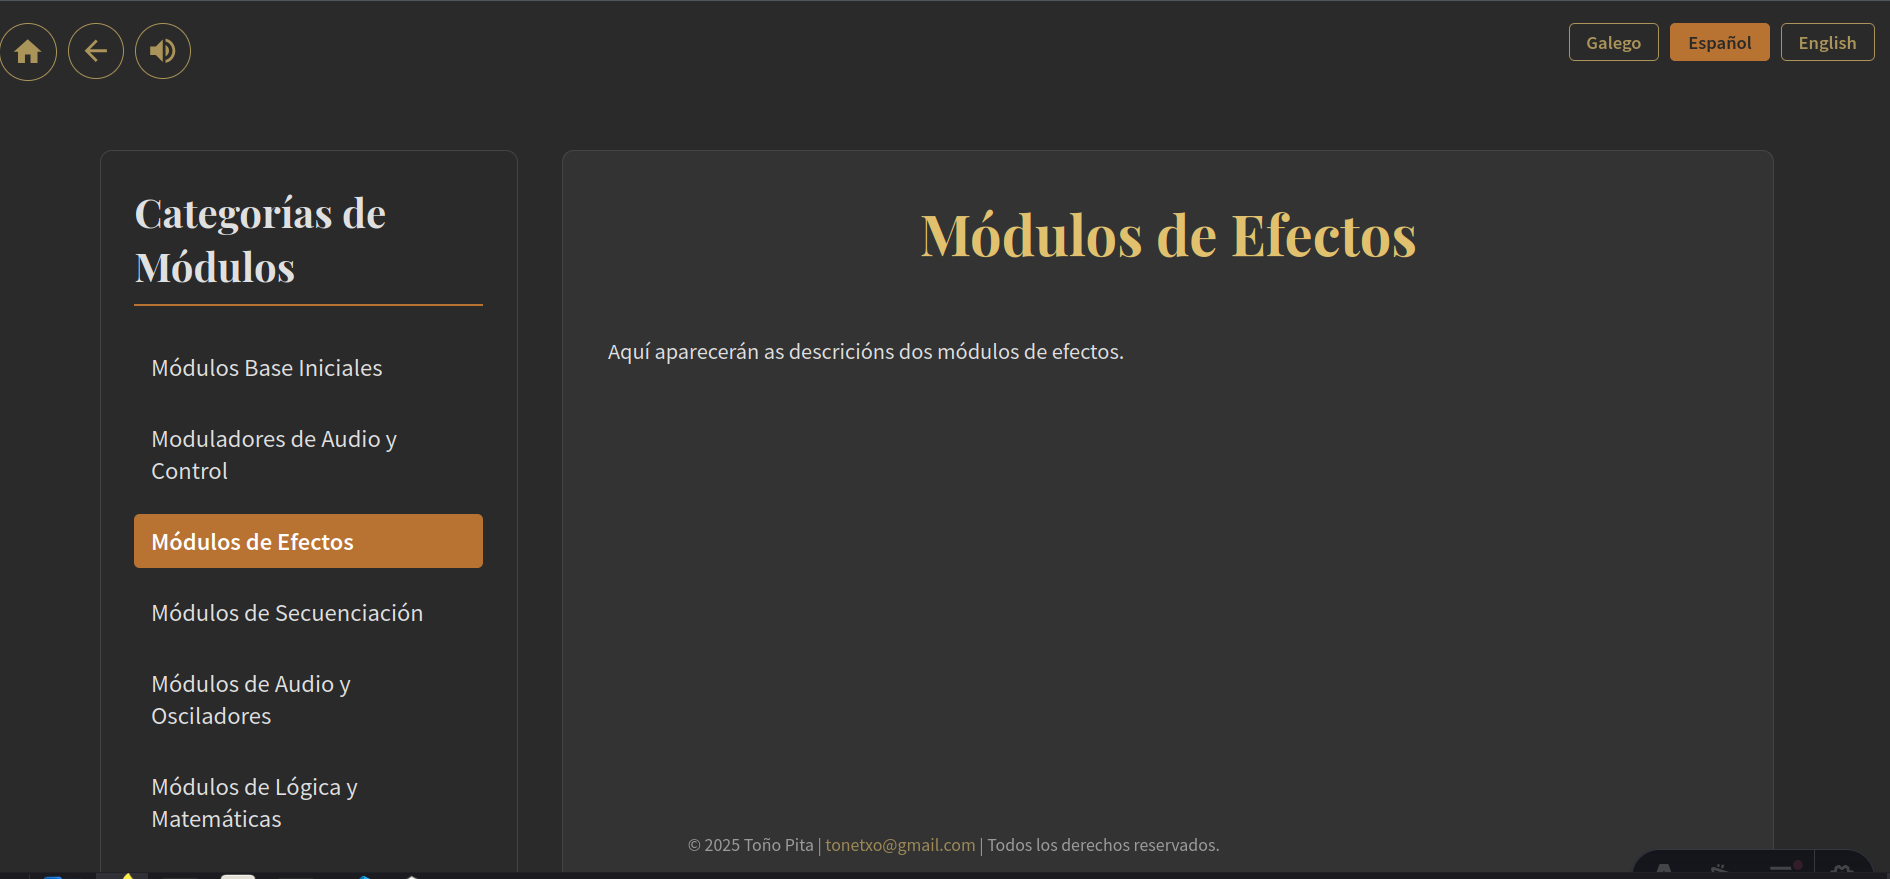 Galego
Español
English
Categorías de
Módulos
Módulos Base Iniciales
Moduladores de Audio y
Control
Módulos de Efectos
Módulos de Secuenciación
Módulos de Audio y
Osciladores
Módulos de Lógica y
Matemáticas
Módulos de Efectos
Aquí aparecerán as descricións dos módulos de efectos.
© 2025 Toño Pita | tonetxo@gmail.com | Todos los derechos reservados.